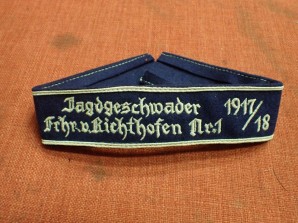 Jagdgeschwader 1917/18
Frhr.v.Richthofen Nr.1